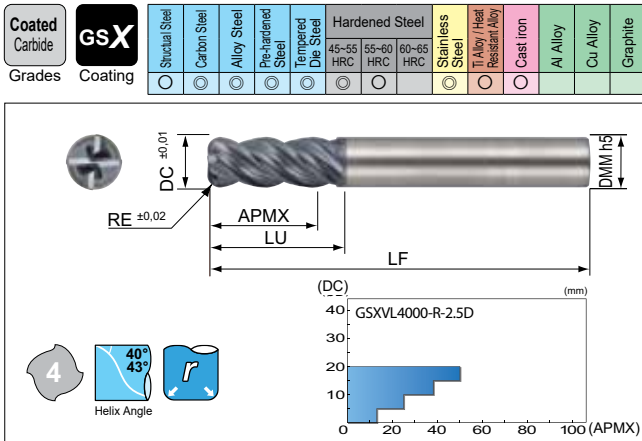 Coated
Carbide
Grades
GSX
Coating
Structual Steel
Carbon Steel
Alloy Steel
Pre-hardened
Steel
Tempered
Die Steel
Hardened Steel
45~55
HRC
55~60
HRC
60~65
HRC
Stainless
Steel
Ti Alloy / Heat
Resistant Alloy
Cast iron
Al Alloy
Cu Alloy
Graphite
○ ◎ ◎ ◎ ◎ ◎ ○ ◎ ○ ○
DC ±0,01
DMM h5
RE ±0,02
APMX
LU
LF
(DC)
(mm)
GSXVL4000-R-2.5D
40
30
20
10
0
0 20 40 60 80 100 (APMX)
4
40°
43°
Helix Angle
r